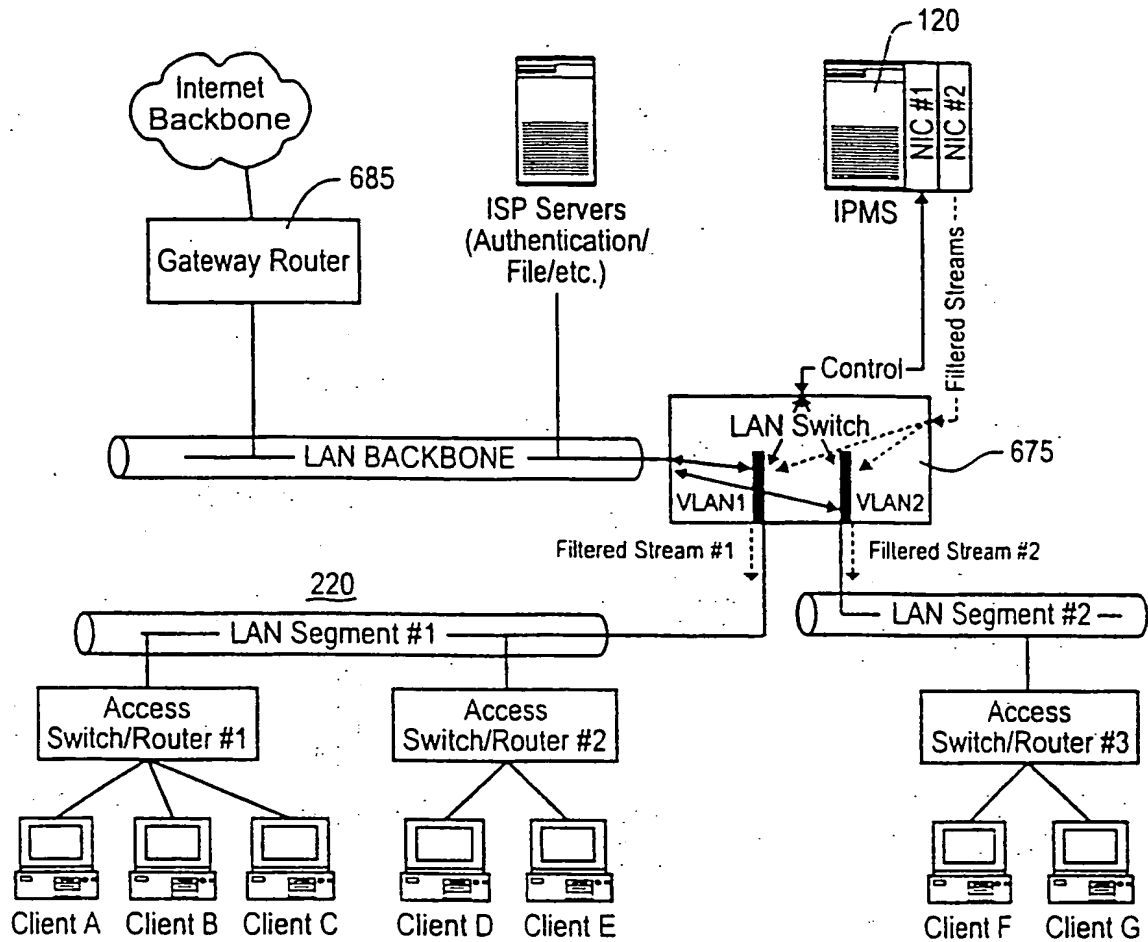 120
Internet
Backbone
NIC #1
NIC #2
685
ISP Servers
(Authentication/
File/etc.)
IPMS
Gateway Router
Filtered Streams
Control
LAN Switch
LAN BACKBONE
675
VLAN1
VLAN2
Filtered Stream #1
Filtered Stream #2
220
LAN Segment #1
LAN Segment #2
Access
Switch/Router #1
Access
Switch/Router #2
Access
Switch/Router #3
Client A
Client B
Client C
Client D
Client E
Client F
Client G